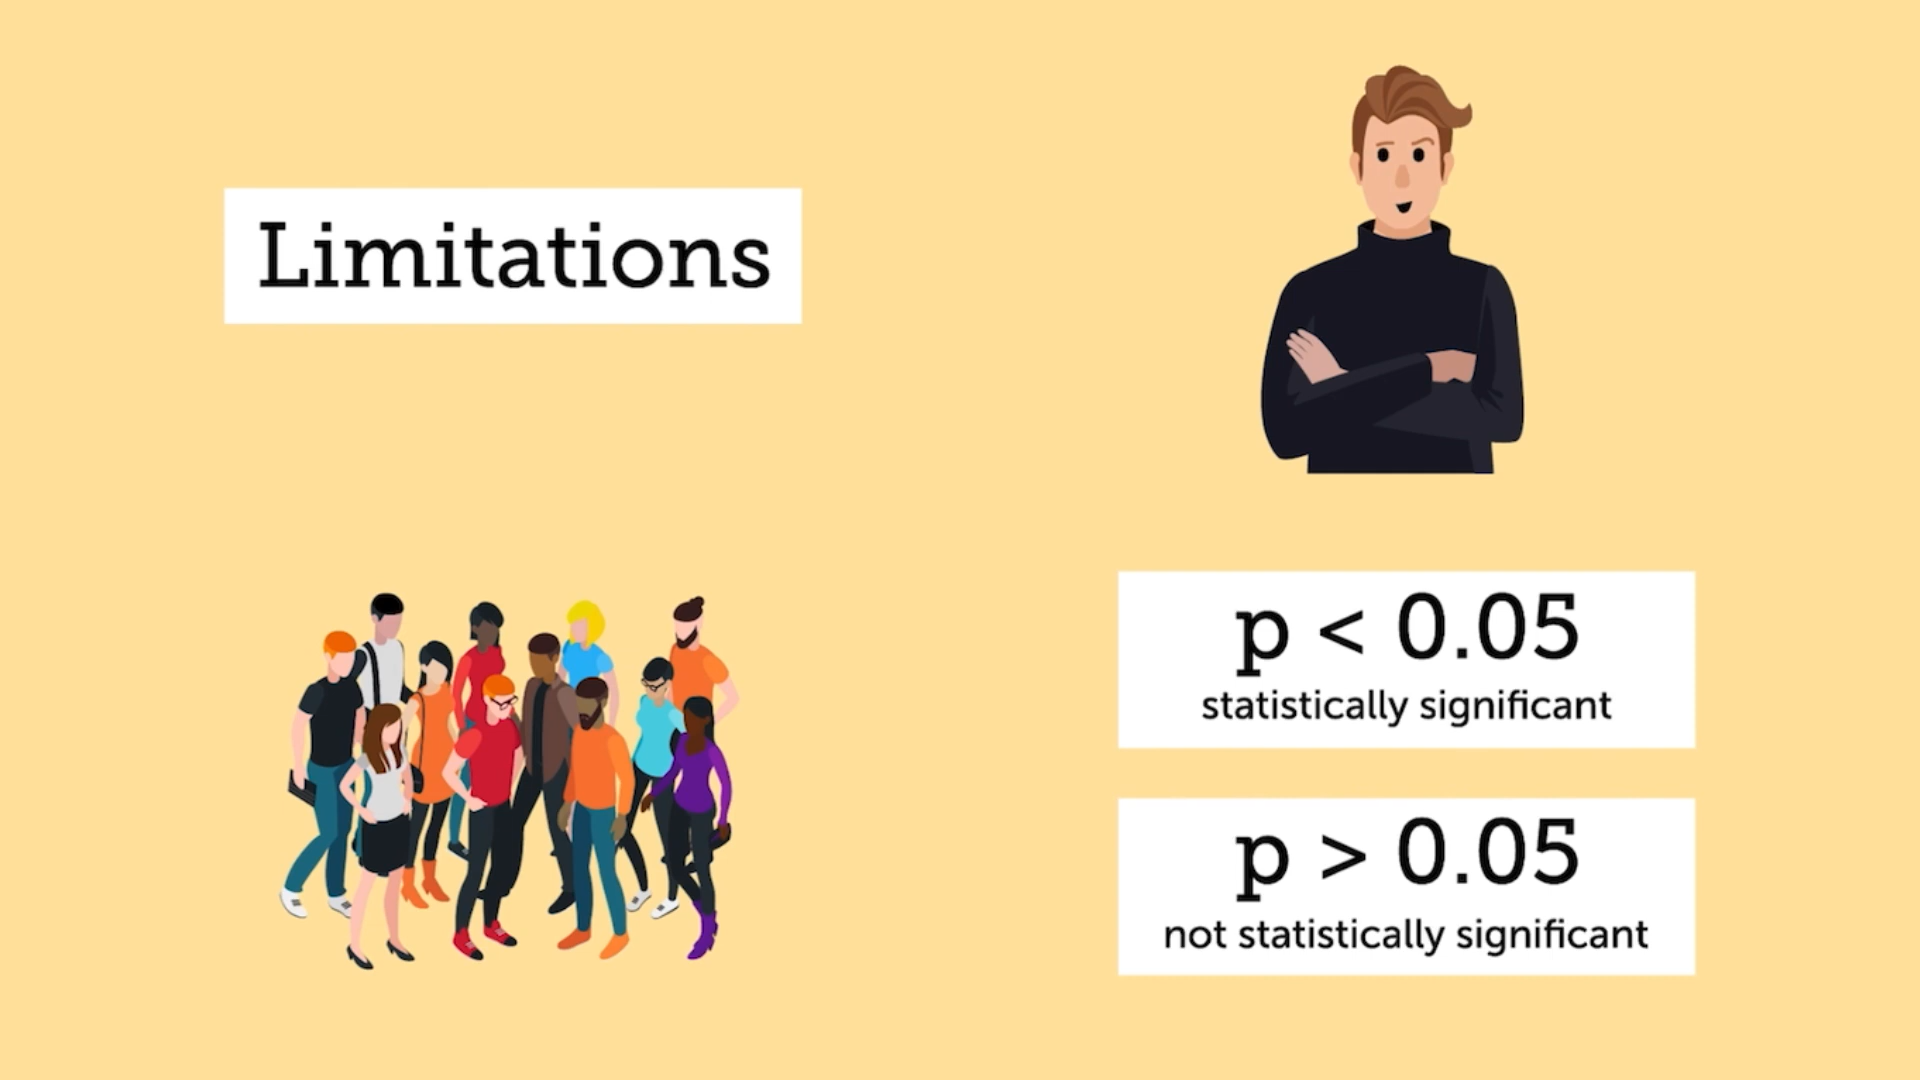 Limitations
p < 0.05
statistically significant
p > 0.05
not statistically significant